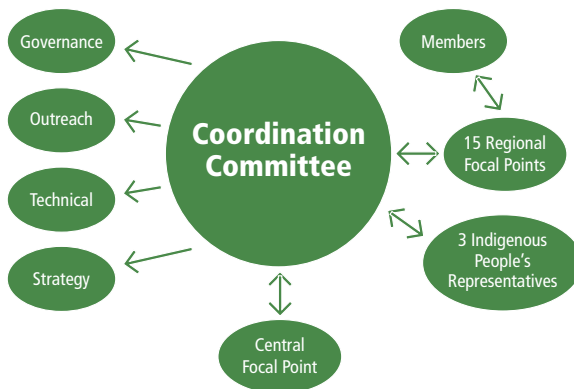 Governance
Outreach
Technical
Strategy
Coordination
Committee
Members
15 Regional
Focal Points
3 Indigenous
People’s
Representatives
Central
Focal Point